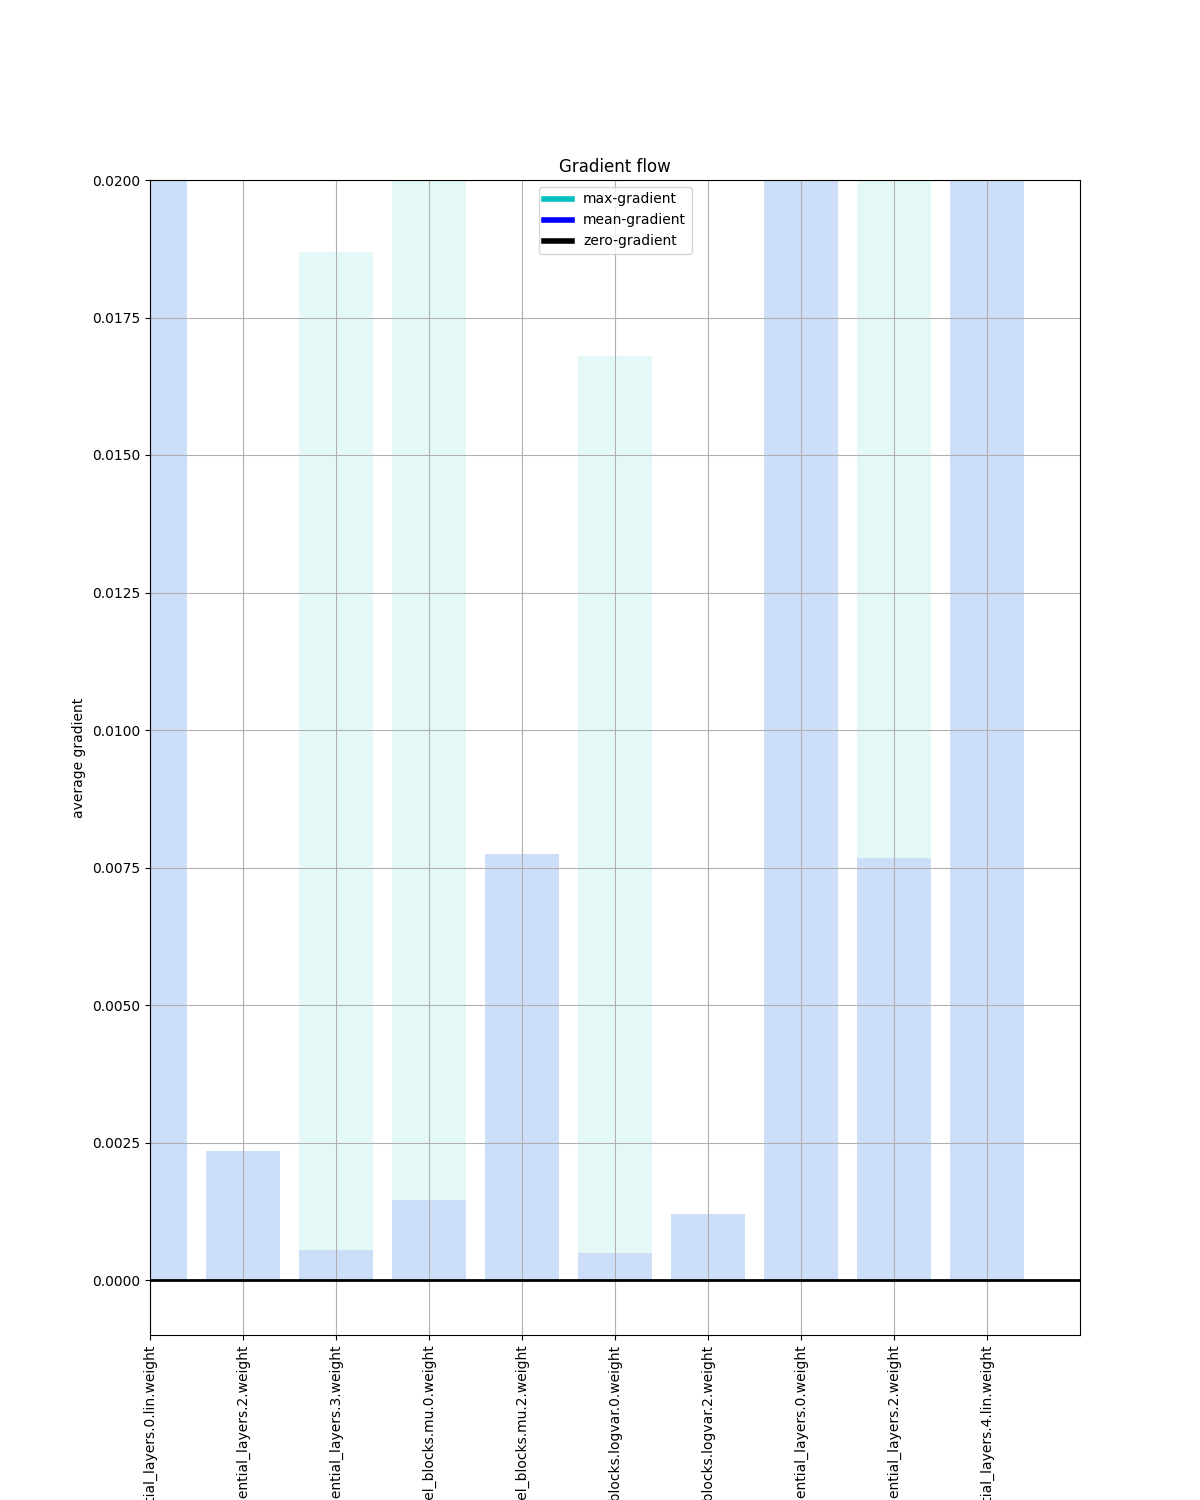 Gradient flow
max-gradient
mean-gradient
zero-gradient
average gradient
0.0200
0.0175
0.0150
0.0125
0.0100
0.0075
0.0050
0.0025
0.0000
tial_layers.0.lin.weight
ential_layers.2.weight
ential_layers.3.weight
el_blocks.mu.0.weight
el_blocks.mu.2.weight
blocks.logvar.0.weight
blocks.logvar.2.weight
ential_layers.0.weight
ential_layers.2.weight
tial_layers.4.lin.weight